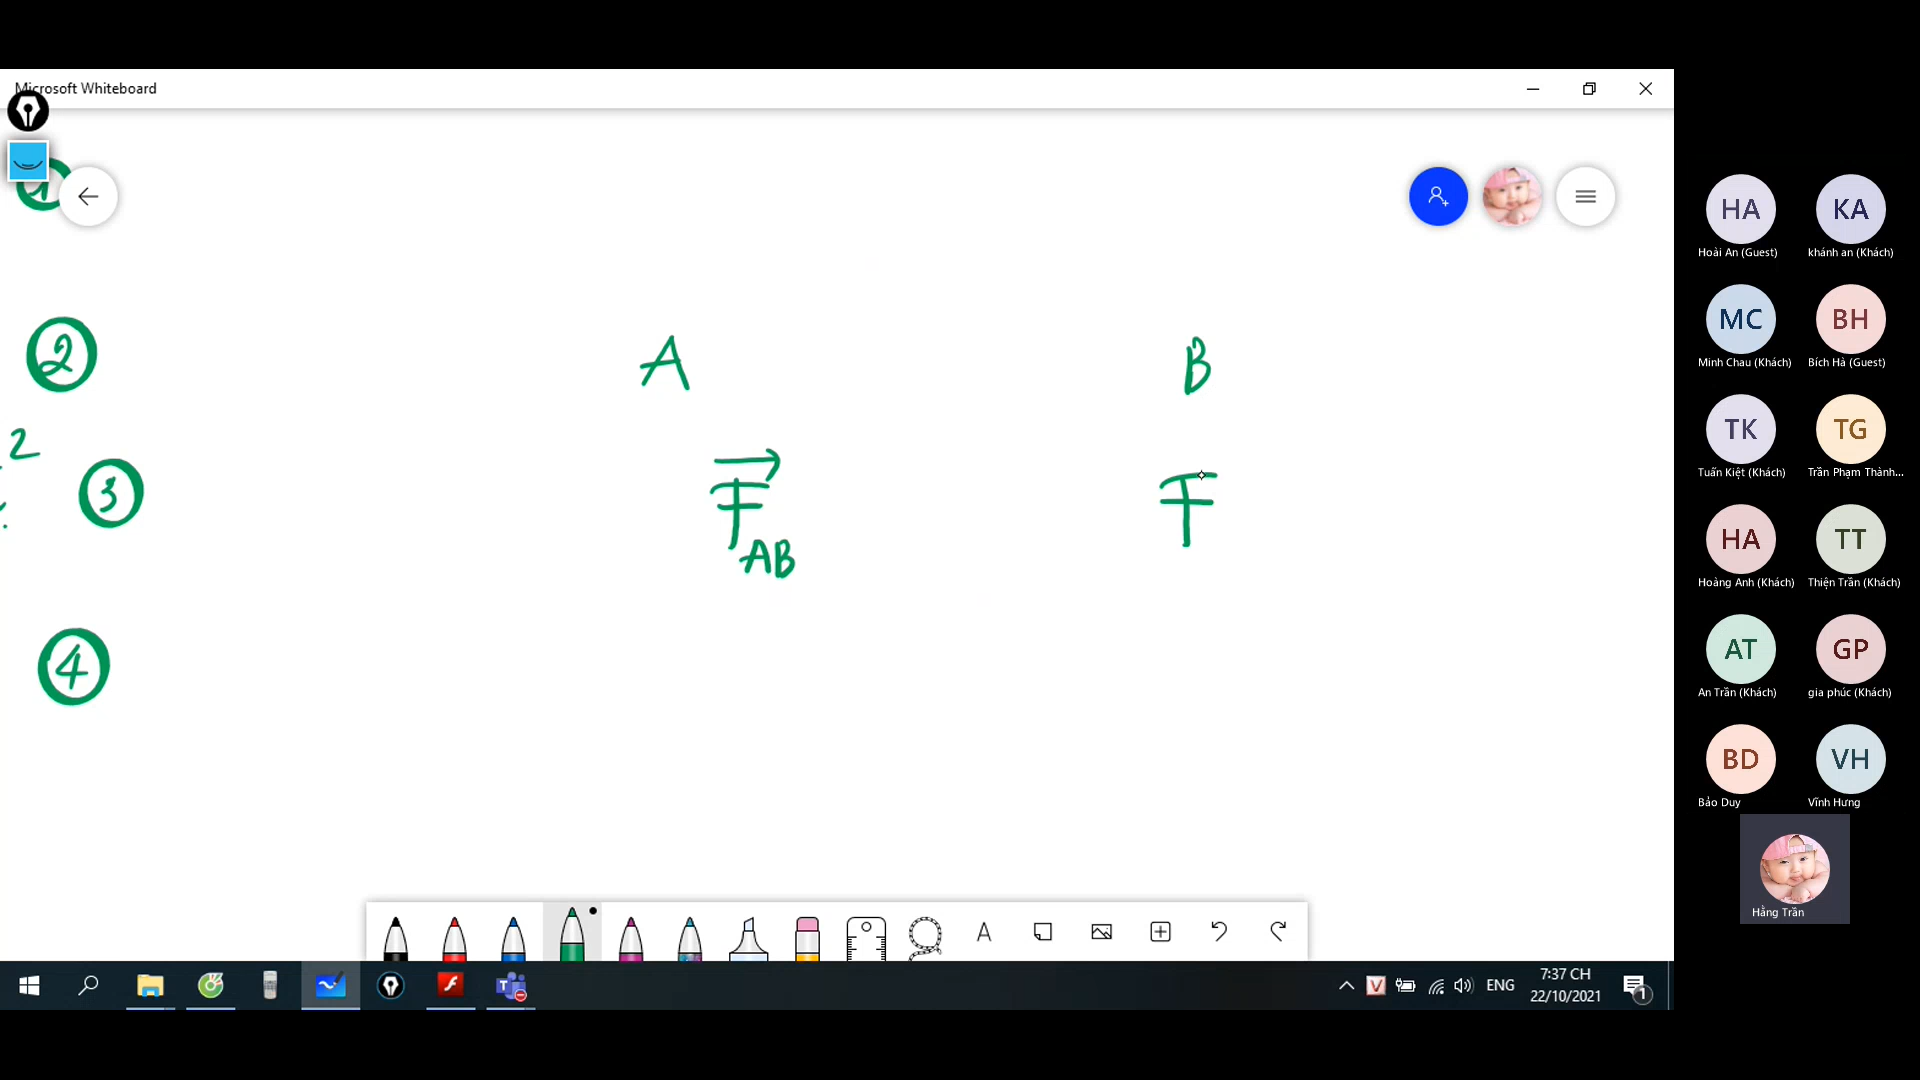 Microsoft Whiteboard
1
2
A
B
2
3
F
F
AB
4
HA
KA
Hoài An (Guest)
khánh an (Khách)
MC
BH
Minh Chau (Khách)
Bích Hà (Guest)
TK
TG
Tuấn Kiệt (Khách)
Trần Phạm Thành...
HA
TT
Hoàng Anh (Khách)
Thiện Trần (Khách)
AT
GP
An Trần (Khách)
gia phúc (Khách)
BD
VH
Bảo Duy
Vĩnh Hưng
Hằng Trần
A
ENG
7:37 CH
22/10/2021
1